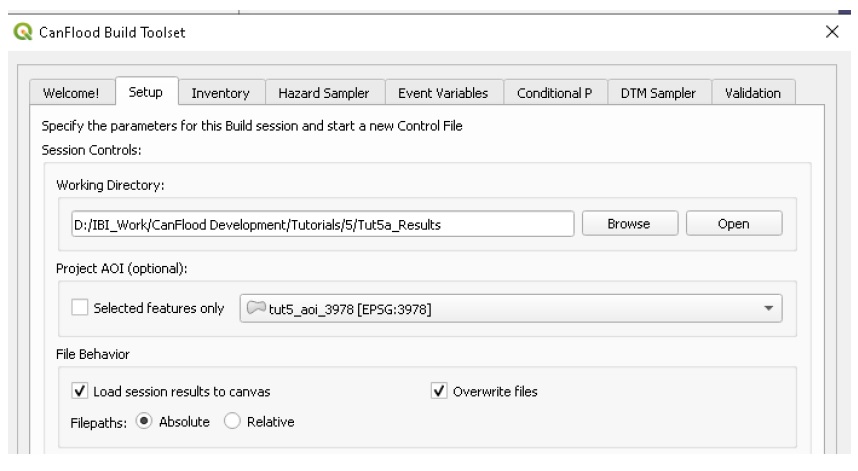 CanFlood Build Toolset
Welcome! Setup Inventory Hazard Sampler Event Variables Conditional P DTM Sampler Validation
Specify the parameters for this Build session and start a new Control File
Session Controls:
Working Directory:
D:/IBI_Work/CanFlood Development/Tutorials/5/Tut5a_Results Browse Open
Project AOI (optional):
Selected features only tut5_aoi_3978 [EPSG:3978]
File Behavior
Load session results to canvas Overwrite files
Filepaths: Absolute Relative